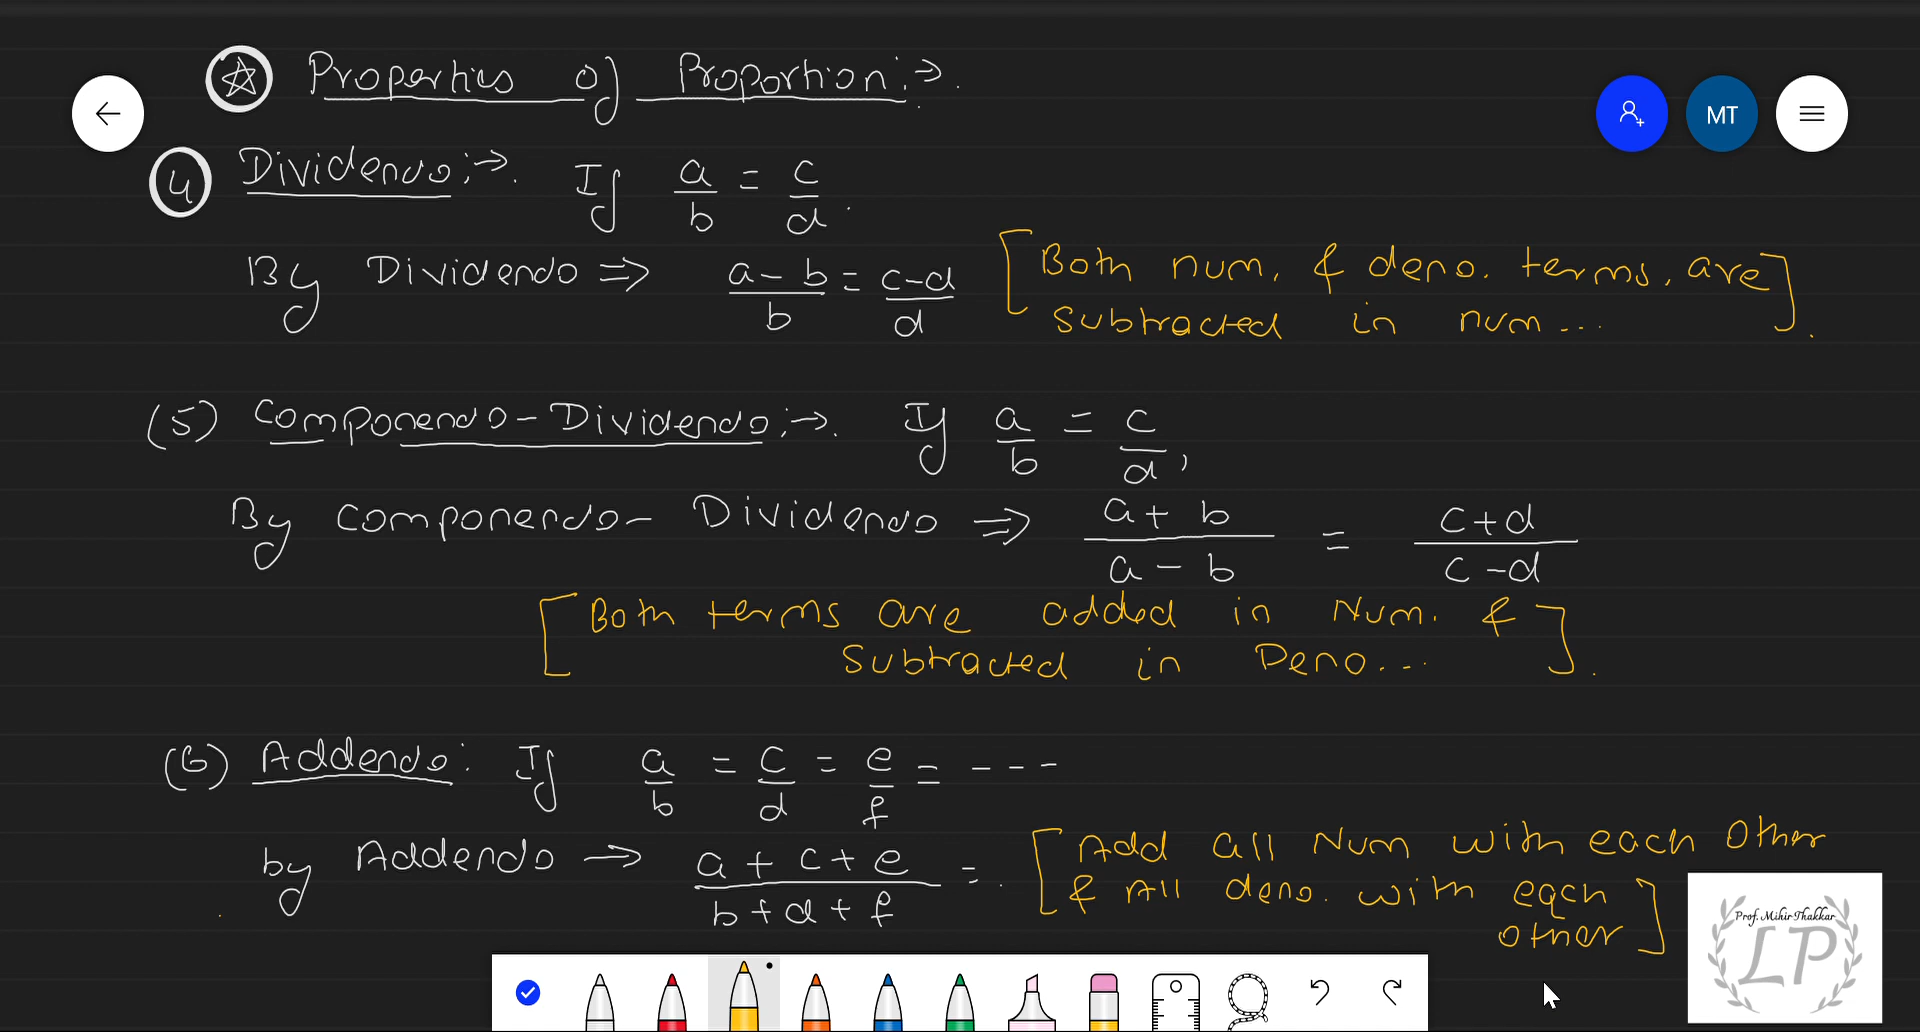 Properties of Proportion:→.
MT
(4) Dividendo:→. If a/b = c/d.
By Dividendo ⇒ (a-b)/b = (c-d)/d [Both num. & deno. terms, are
subtracted in num...].
(5) Componendo-Dividendo:→. If a/b = c/d,
By componendo- Dividendo ⇒ (a+b)/(a-b) = (c+d)/(c-d)
[Both terms are added in Num. &
Subtracted in Deno...].
(6) Addendo: If a/b = c/d = e/f = ---
by Addendo → (a+c+e)/(b+d+f) = . [Add all Num with each Other
& All deno. with each
other]
Prof. Mihir Thakkar
LP